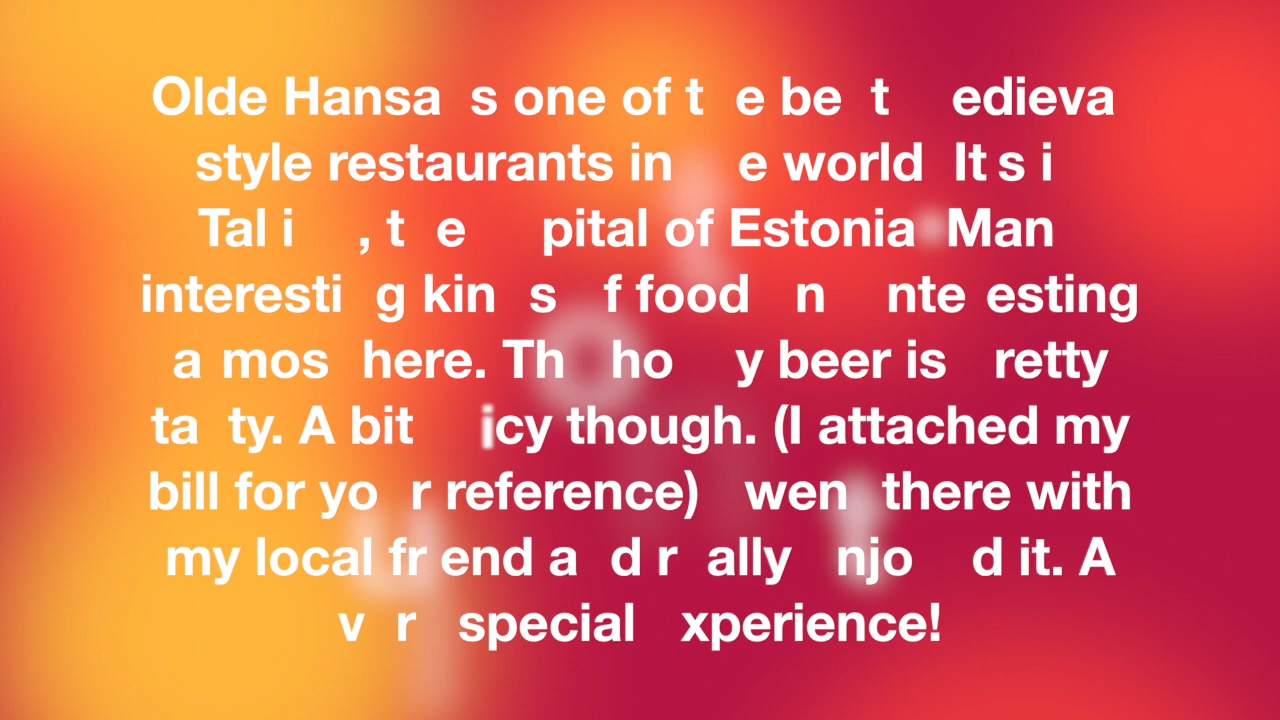 Olde Hansa s one of t e be t edieva
style restaurants in e world It s i
Tal i , t e pital of Estonia Man
interesti g kin s f food n nte esting
a mos here. Th ho y beer is retty
ta ty. A bit icy though. (I attached my
bill for yo r reference) wen there with
my local fr end a d r ally njo d it. A
v r special xperience!